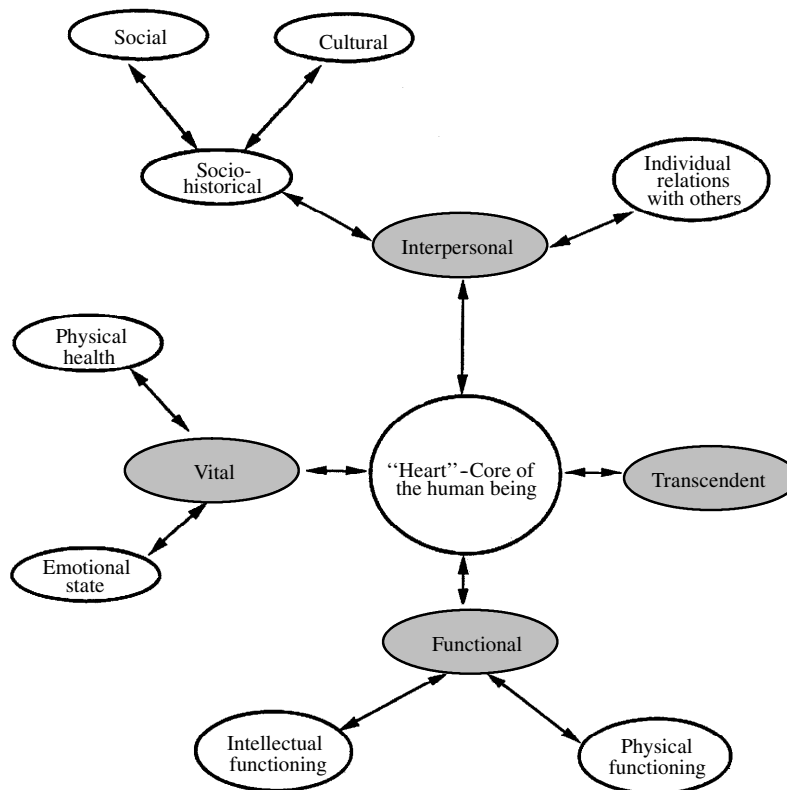 Social
Cultural
Socio-
historical
Individual
relations
with others
Interpersonal
Physical
health
Vital
“Heart”-Core of
the human being
Transcendent
Emotional
state
Functional
Intellectual
functioning
Physical
functioning